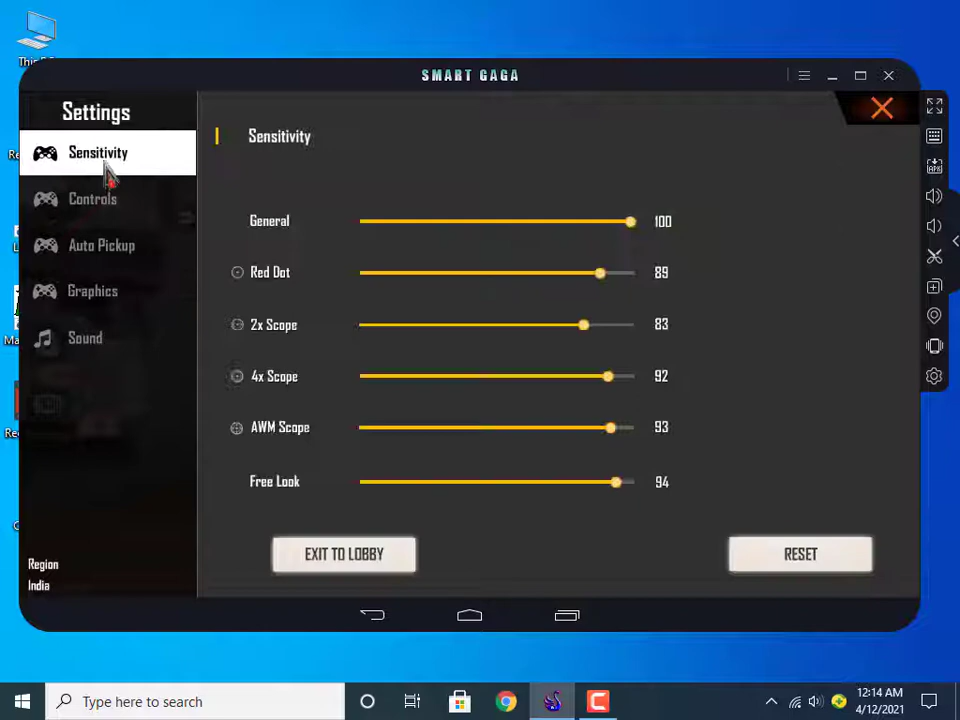 SMART GAGA
Settings
Sensitivity
Controls
Auto Pickup
Graphics
Sound
Region
India
Sensitivity
General 100
Red Dot 89
2x Scope 83
4x Scope 92
AWM Scope 93
Free Look 94
EXIT TO LOBBY
RESET
Type here to search
12:14 AM
4/12/2021